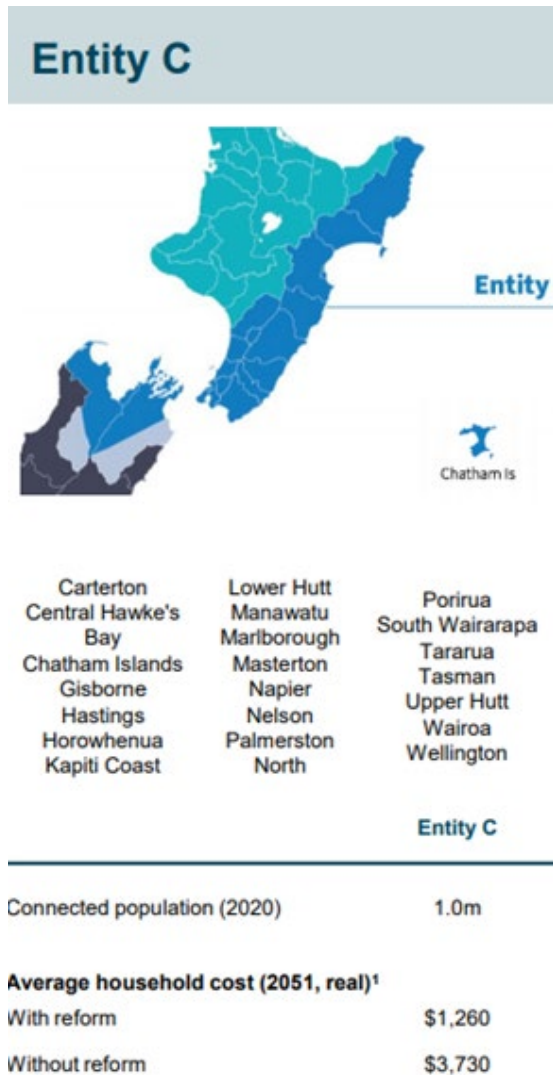 Entity C
Entity
Chatham Is
Carterton
Central Hawke's
Bay
Chatham Islands
Gisborne
Hastings
Horowhenua
Kapiti Coast
Lower Hutt
Manawatu
Marlborough
Masterton
Napier
Nelson
Palmerston
North
Porirua
South Wairarapa
Tararua
Tasman
Upper Hutt
Wairoa
Wellington
Entity C
Connected population (2020) 1.0m
Average household cost (2051, real)¹
With reform $1,260
Without reform $3,730